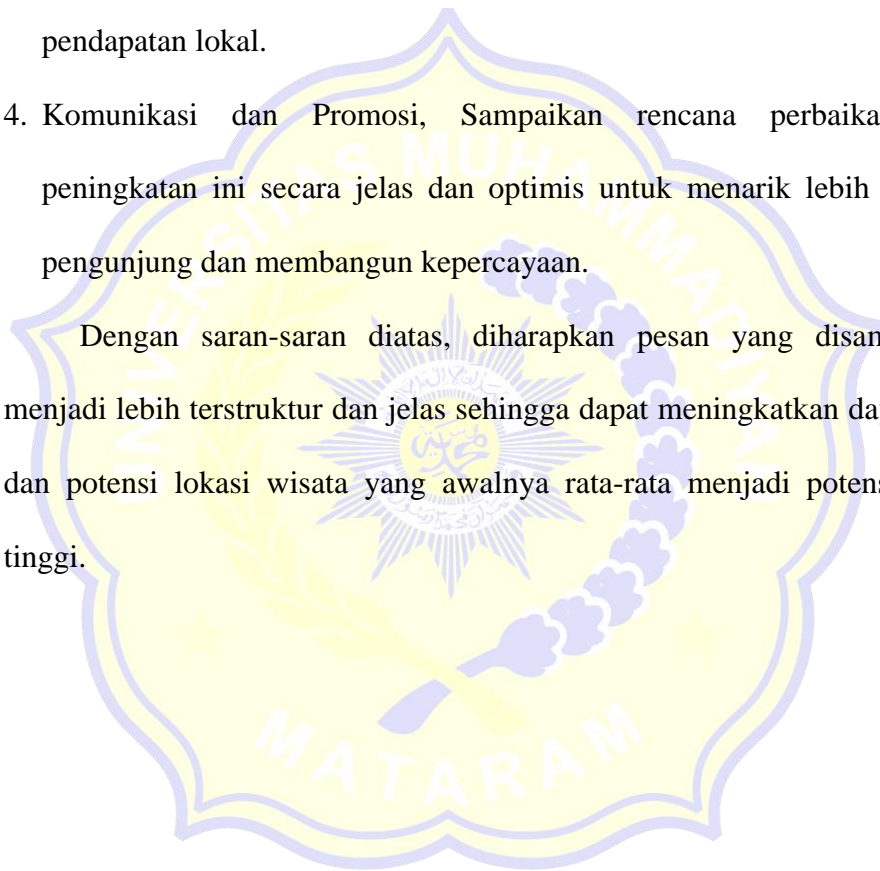 pendapatan lokal.
4. Komunikasi dan Promosi, Sampaikan rencana perbaika
peningkatan ini secara jelas dan optimis untuk menarik lebih
pengunjung dan membangun kepercayaan.
Dengan saran-saran diatas, diharapkan pesan yang disan
menjadi lebih terstruktur dan jelas sehingga dapat meningkatkan da
dan potensi lokasi wisata yang awalnya rata-rata menjadi potens
tinggi.
UNIVERSITAS MUHAMMADIYAH
MATARAM